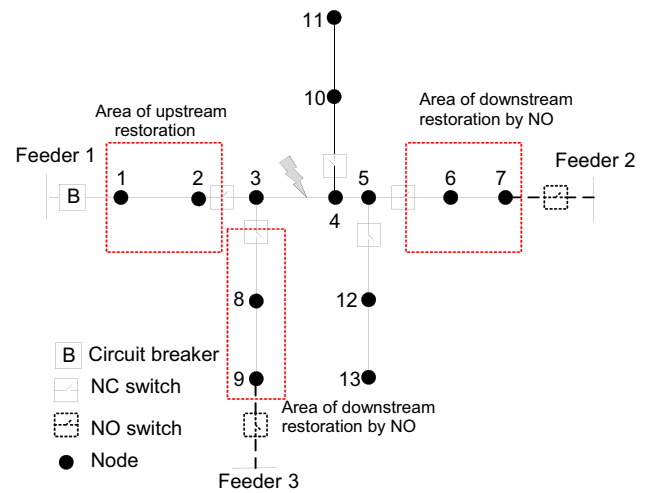 11
Area of upstream
restoration
10
Area of downstream
restoration by NO
Feeder 1
Feeder 2
B
1
2
3
4
5
6
7
8
12
9
13
B Circuit breaker
NC switch
NO switch
Node
Area of downstream
restoration by NO
Feeder 3